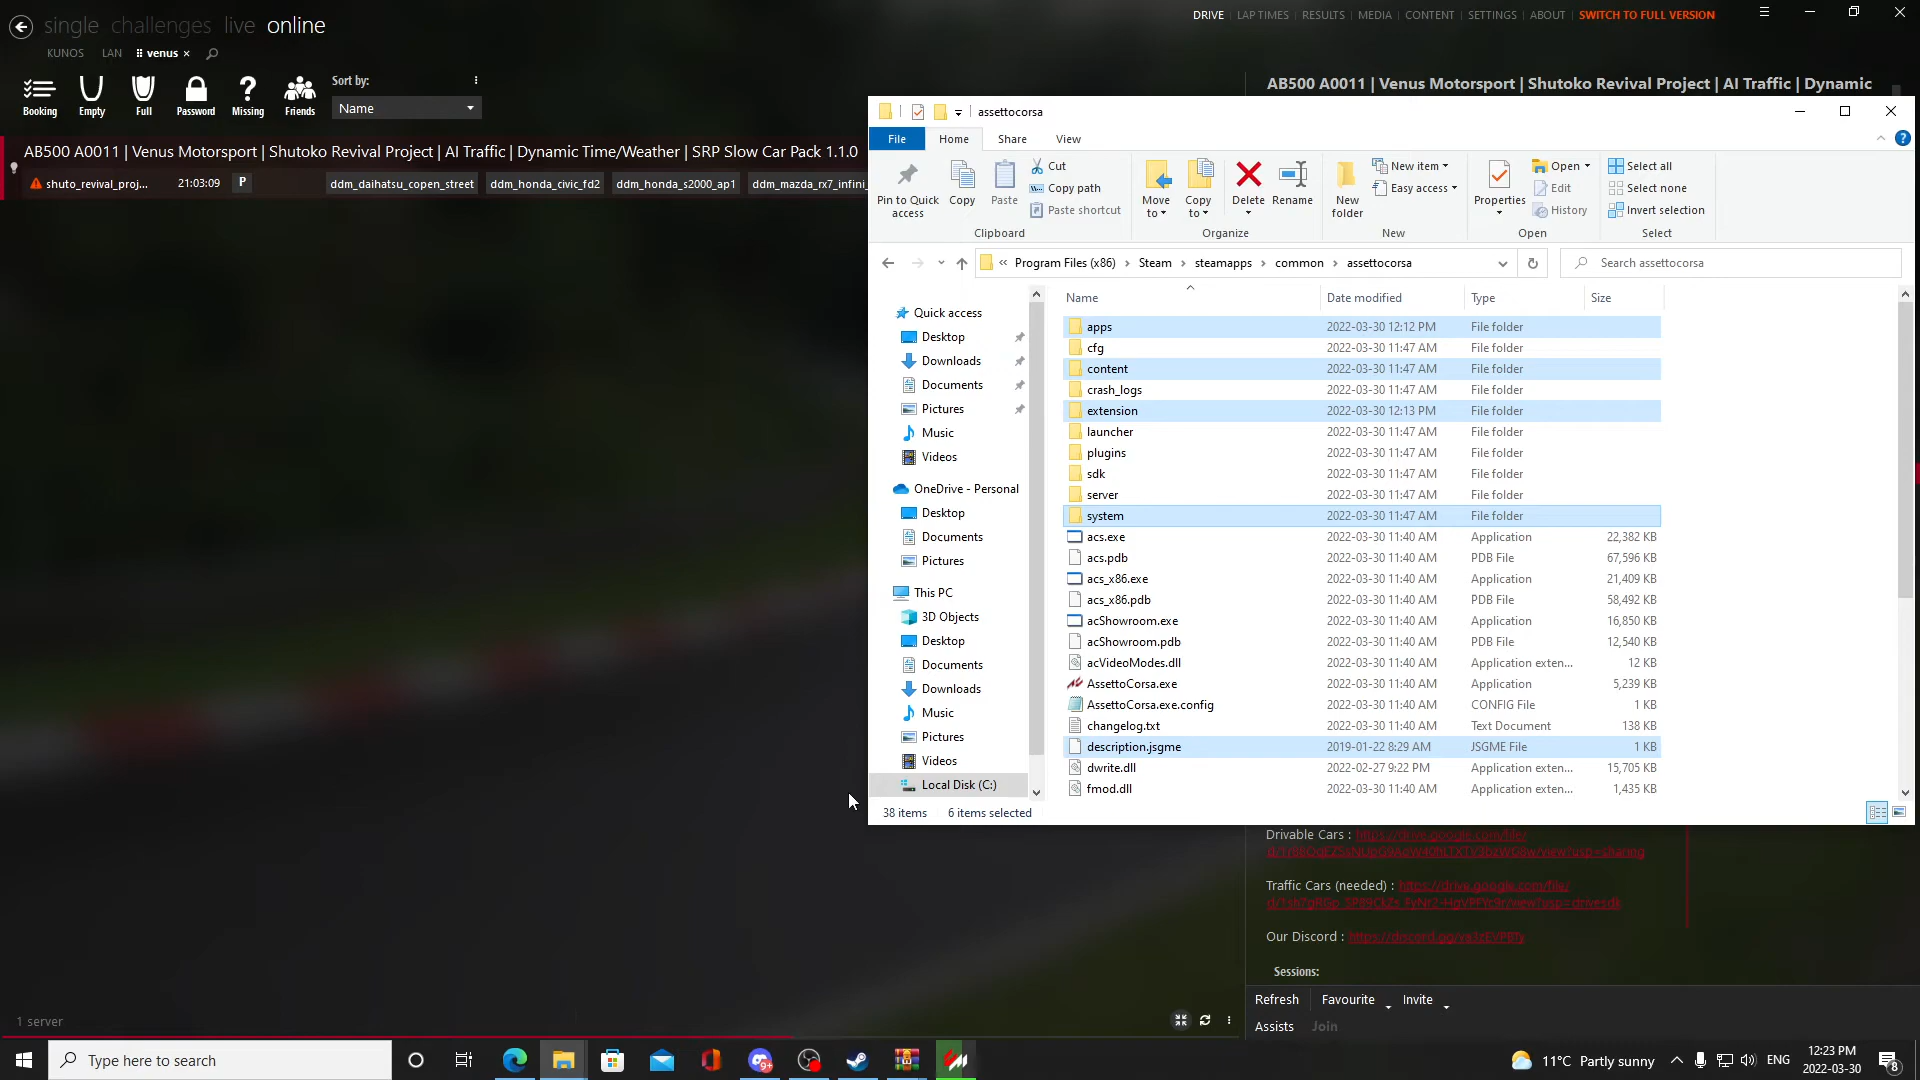 single challenges live online
DRIVE | LAP TIMES | RESULTS | MEDIA | CONTENT | SETTINGS | ABOUT | SWITCH TO FULL VERSION
KUNOS LAN venus ×
Booking Empty Full Password Missing Friends
Sort by:
Name
AB500 A0011 | Venus Motorsport | Shutoko Revival Project | AI Traffic | Dynamic Time/Weather | SRP Slow Car Pack 1.1.0
shuto_revival_proj... 21:03:09 P ddm_daihatsu_copen_street ddm_honda_civic_fd2 ddm_honda_s2000_ap1 ddm_mazda_rx7_infini_
AB500 A0011 | Venus Motorsport | Shutoko Revival Project | AI Traffic | Dynamic
assettocorsa
File Home Share View
Pin to Quick access
Copy
Paste
Cut
Copy path
Paste shortcut
Clipboard
Move to
Copy to
Delete
Rename
Organize
New folder
New item
Easy access
New
Properties
Open
Edit
History
Open
Select all
Select none
Invert selection
Select
« Program Files (x86) > Steam > steamapps > common > assettocorsa
Search assettocorsa
Quick access
Desktop
Downloads
Documents
Pictures
Music
Videos
OneDrive - Personal
Desktop
Documents
Pictures
This PC
3D Objects
Desktop
Documents
Downloads
Music
Pictures
Videos
Local Disk (C:)
Name Date modified Type Size
apps 2022-03-30 12:12 PM File folder
cfg 2022-03-30 11:47 AM File folder
content 2022-03-30 11:47 AM File folder
crash_logs 2022-03-30 11:47 AM File folder
extension 2022-03-30 12:13 PM File folder
launcher 2022-03-30 11:47 AM File folder
plugins 2022-03-30 11:47 AM File folder
sdk 2022-03-30 11:47 AM File folder
server 2022-03-30 11:47 AM File folder
system 2022-03-30 11:47 AM File folder
acs.exe 2022-03-30 11:40 AM Application 22,382 KB
acs.pdb 2022-03-30 11:40 AM PDB File 67,596 KB
acs_x86.exe 2022-03-30 11:40 AM Application 21,409 KB
acs_x86.pdb 2022-03-30 11:40 AM PDB File 58,492 KB
acShowroom.exe 2022-03-30 11:40 AM Application 16,850 KB
acShowroom.pdb 2022-03-30 11:40 AM PDB File 12,540 KB
acVideoModes.dll 2022-03-30 11:40 AM Application exten... 12 KB
AssettoCorsa.exe 2022-03-30 11:40 AM Application 5,239 KB
AssettoCorsa.exe.config 2022-03-30 11:40 AM CONFIG File 1 KB
changelog.txt 2022-03-30 11:40 AM Text Document 138 KB
description.jsgme 2019-01-22 8:29 AM JSGME File 1 KB
dwrite.dll 2022-02-27 9:22 PM Application exten... 15,705 KB
fmod.dll 2022-03-30 11:40 AM Application exten... 1,435 KB
38 items 6 items selected
Drivable Cars : https://drive.google.com/file/
Traffic Cars (needed) : https://drive.google.com/file/
Our Discord :
Sessions:
Refresh Favourite Invite
Assists Join
1 server
Type here to search
11°C Partly sunny ENG 12:23 PM
2022-03-30
8